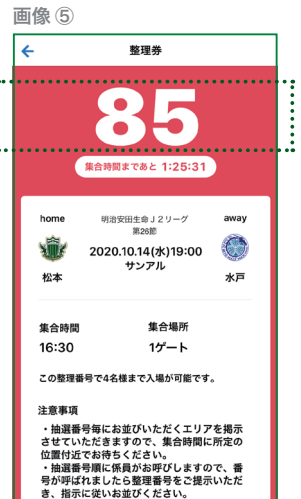 画像 ⑤
整理券
85
集合時間まであと 1:25:31
home
明治安田生命Ｊ２リーグ
away
第26節
2020.10.14(水)19:00
サンアル
松本
水戸
集合時間
集合場所
16:30
1ゲート
この整理番号で4名様まで入場が可能です。
注意事項
・抽選番号毎にお並びいただくエリアを掲示
させていただきますので、集合時間に所定の
位置付近でお待ちください。
・抽選番号順に係員がお呼びしますので、番
号が呼ばれましたら整理番号をご提示いただ
き、指示に従いお並びください。